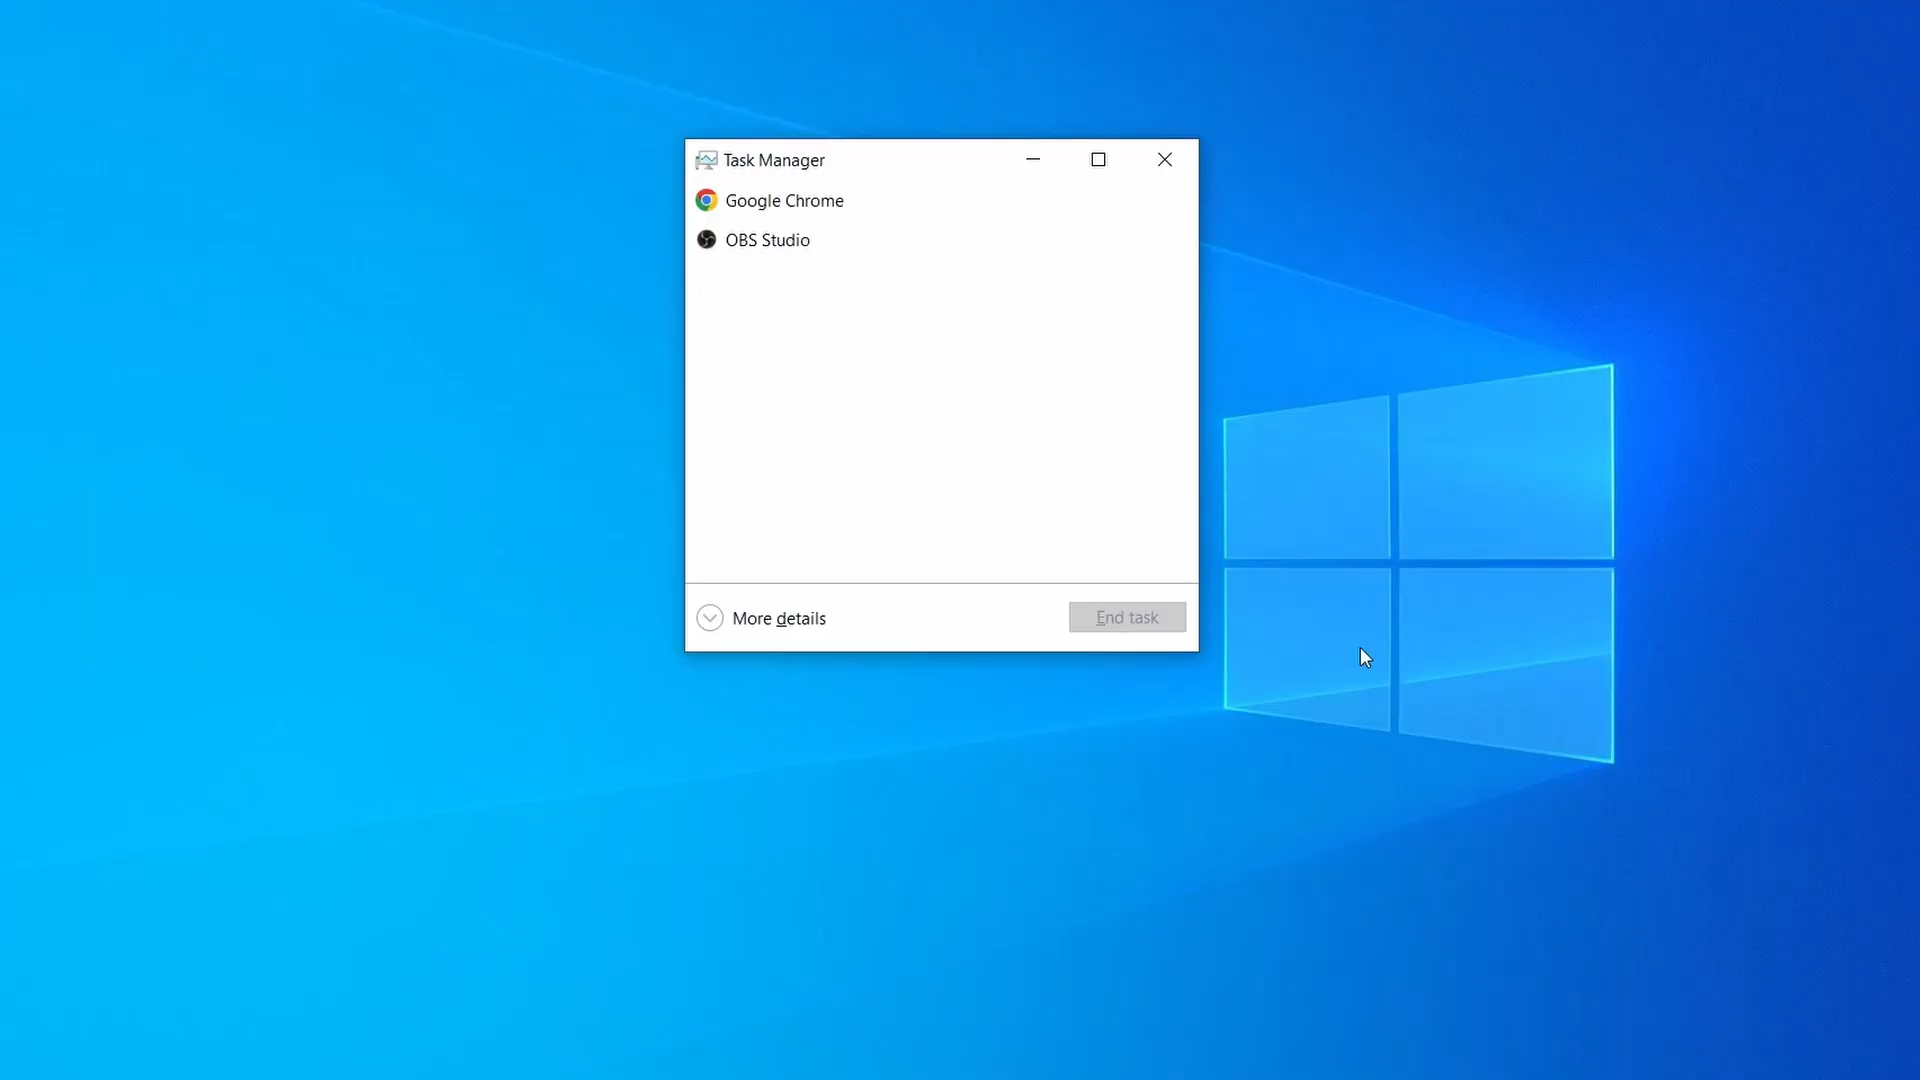 Task Manager
Google Chrome
OBS Studio
More details
End task